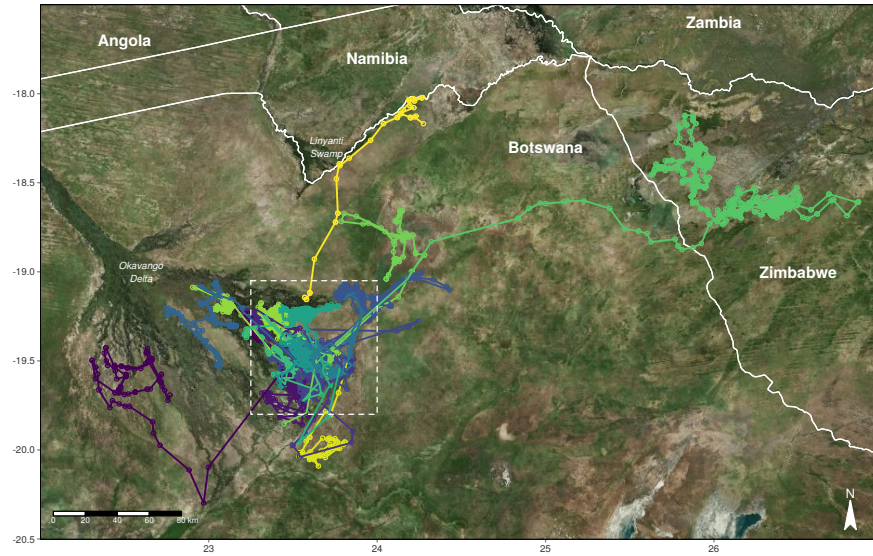 Angola
Namibia
Zambia
-18.0
Linyanti
Swamp
Botswana
-18.5
-19.0
Okavango
Delta
Zimbabwe
-19.5
-20.0
N
0 20 40 60 80 km
-20.5
23 24 25 26